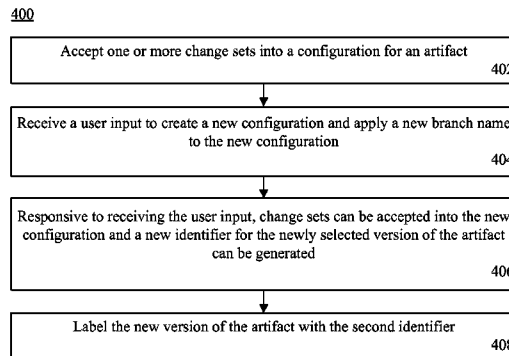 400
Accept one or more change sets into a configuration for an artifact
402
Receive a user input to create a new configuration and apply a new branch name
to the new configuration
404
Responsive to receiving the user input, change sets can be accepted into the new
configuration and a new identifier for the newly selected version of the artifact
can be generated
406
Label the new version of the artifact with the second identifier
408